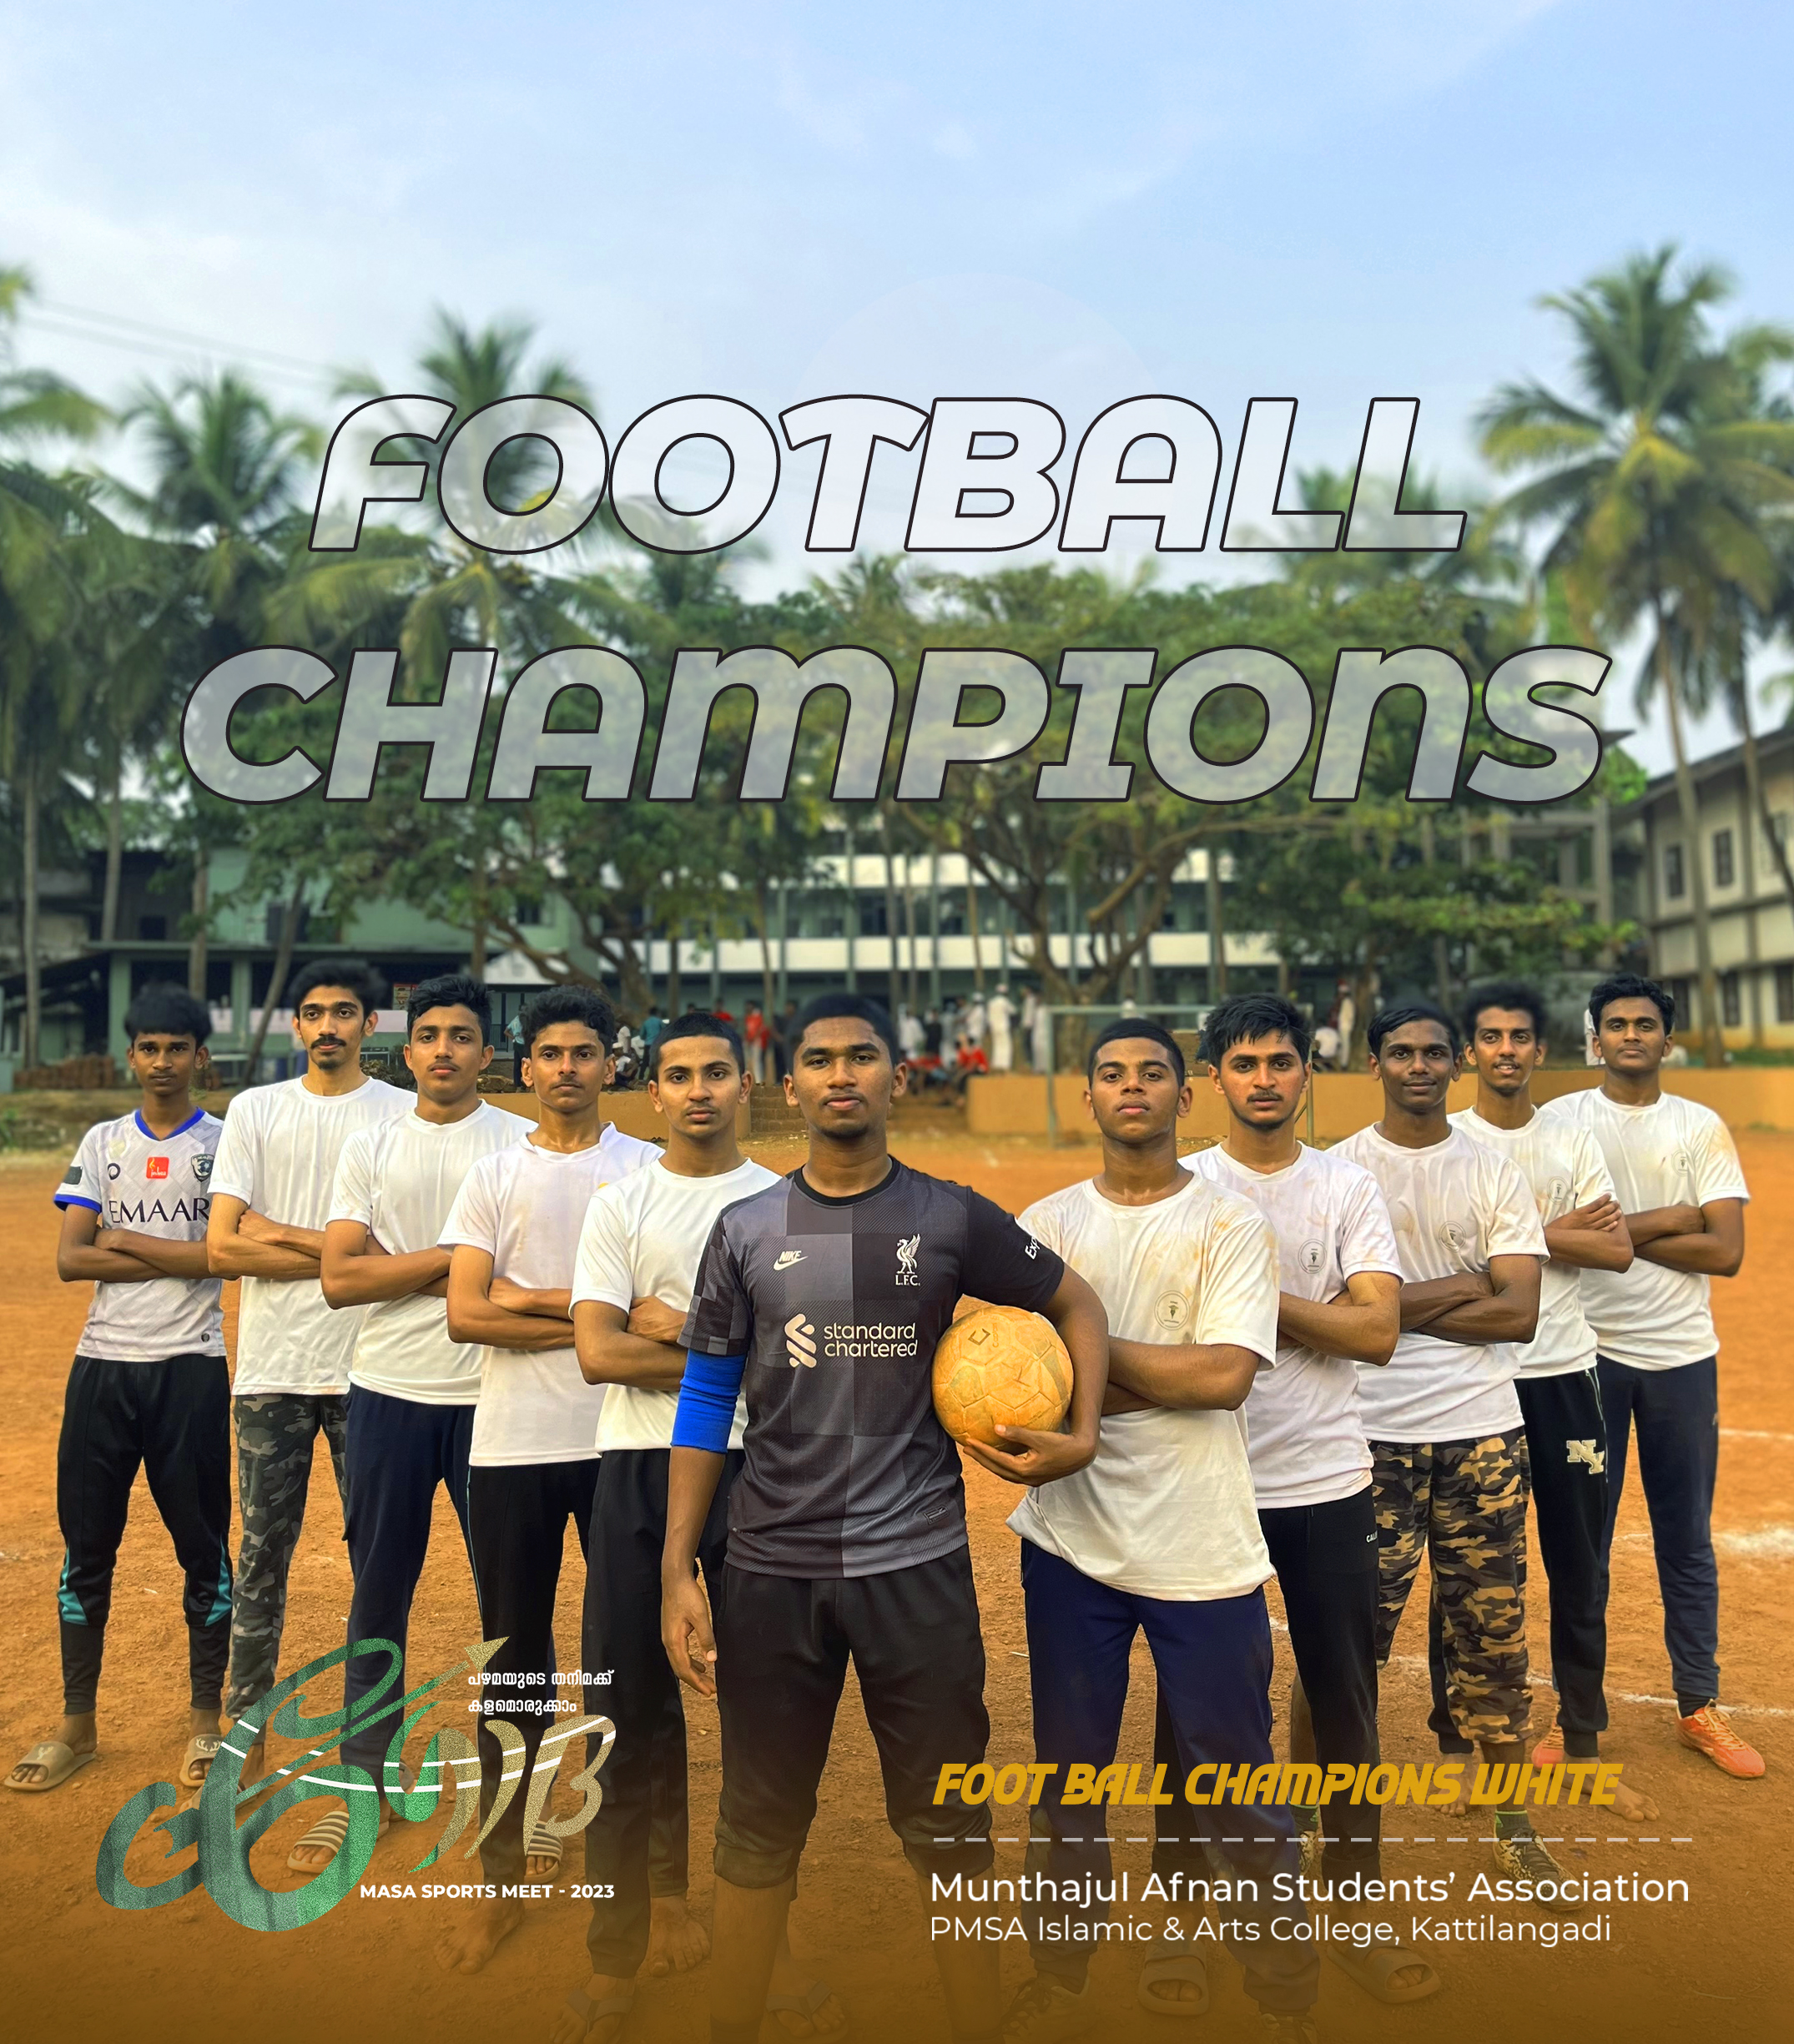 FOOTBALL
CHAMPIONS
EMAAR
NIKE
L.F.C.
standard
chartered
NY
പഴമയുടെ തനിമക്ക്
കളമൊരുക്കാം
MASA SPORTS MEET - 2023
FOOT BALL CHAMPIONS WHITE
Munthajul Afnan Students’ Association
PMSA Islamic & Arts College, Kattilangadi